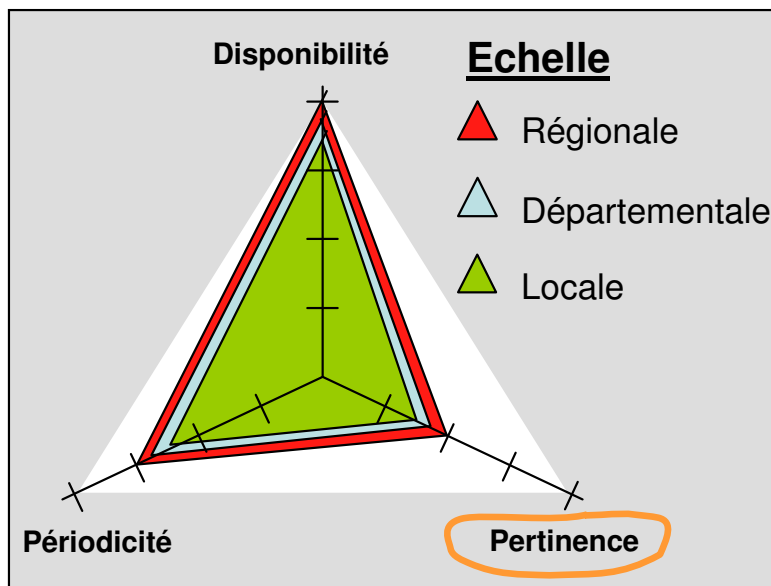 Disponibilité
Echelle
Régionale
Départementale
Locale
Périodicité
Pertinence